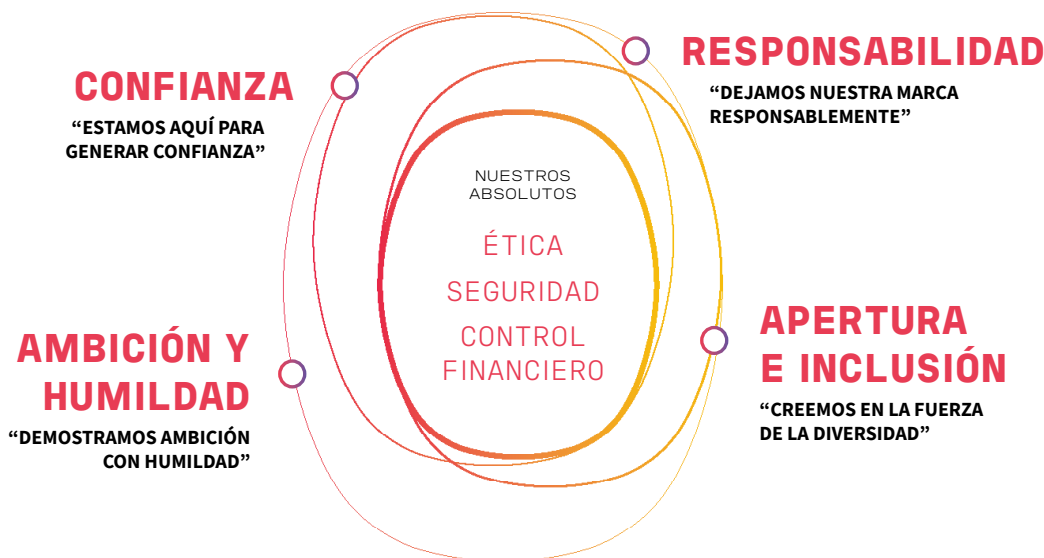 CONFIANZA
“ESTAMOS AQUÍ PARA
GENERAR CONFIANZA”
RESPONSABILIDAD
“DEJAMOS NUESTRA MARCA
RESPONSABLEMENTE”
NUESTROS
ABSOLUTOS
ÉTICA
SEGURIDAD
CONTROL
FINANCIERO
AMBICIÓN Y
HUMILDAD
“DEMOSTRAMOS AMBICIÓN
CON HUMILDAD”
APERTURA
E INCLUSIÓN
“CREEMOS EN LA FUERZA
DE LA DIVERSIDAD”